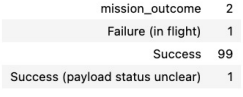 mission_outcome 2
Failure (in flight) 1
Success 99
Success (payload status unclear) 1